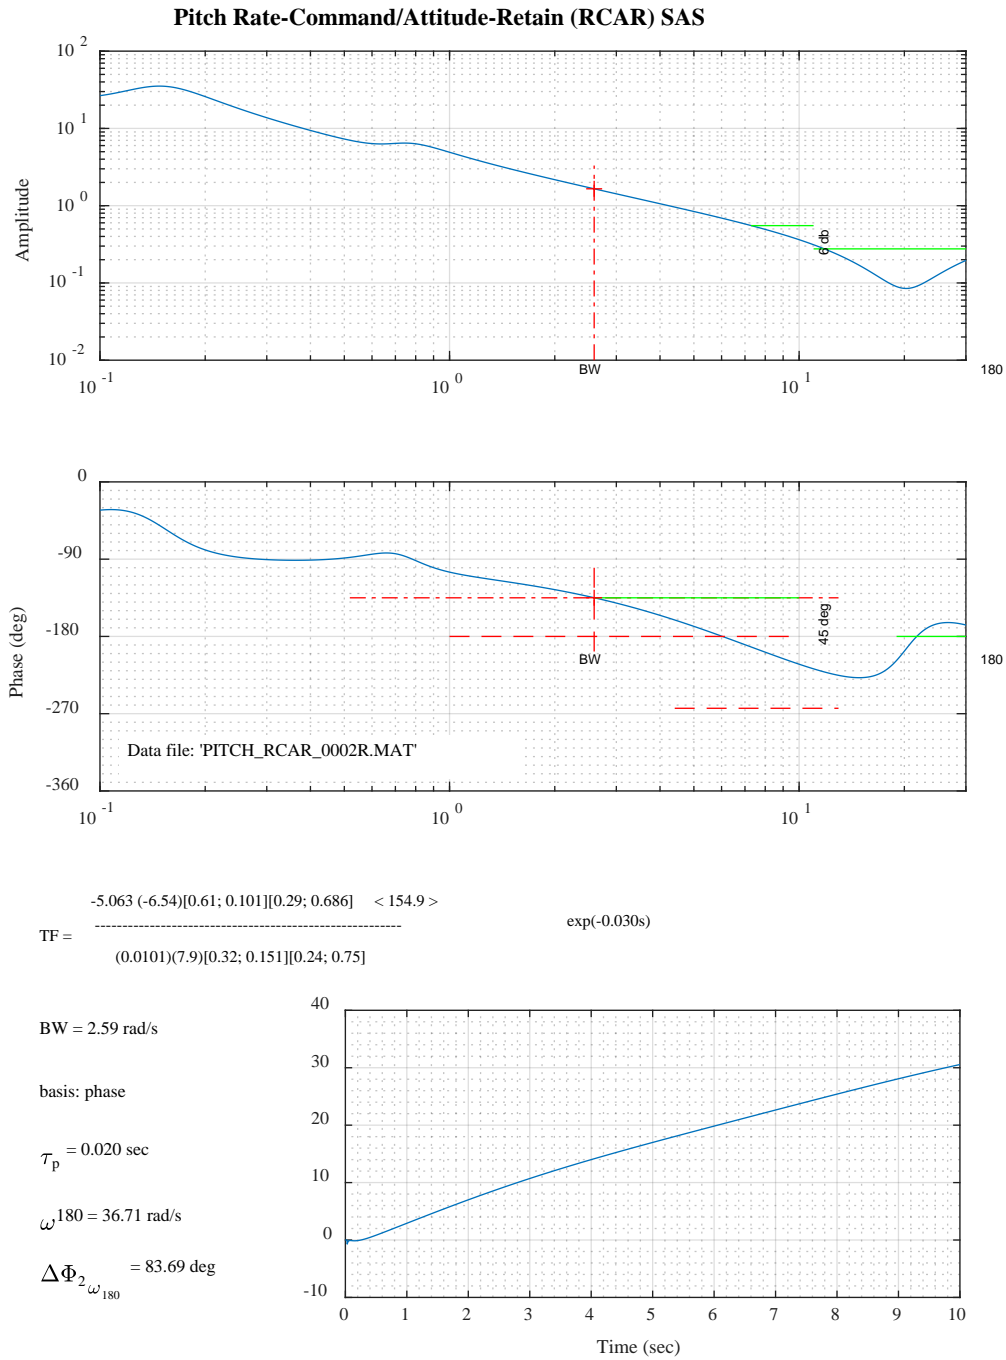 Pitch Rate-Command/Attitude-Retain (RCAR) SAS
10 2
10 1
10 0
10 -1
10 -2
Amplitude
6 db
BW
10 -1
10 0
10 1
180
0
-90
-180
-270
-360
Phase (deg)
45 deg
BW
180
Data file: 'PITCH_RCAR_0002R.MAT'
10 -1
10 0
10 1
-5.063 (-6.54)[0.61; 0.101][0.29; 0.686] < 154.9 >
TF = -------------------------------------------------------- exp(-0.030s)
(0.0101)(7.9)[0.32; 0.151][0.24; 0.75]
BW = 2.59 rad/s
basis: phase
τp = 0.020 sec
ω180 = 36.71 rad/s
ΔΦ2ω180 = 83.69 deg
40
30
20
10
0
-10
0 1 2 3 4 5 6 7 8 9 10
Time (sec)